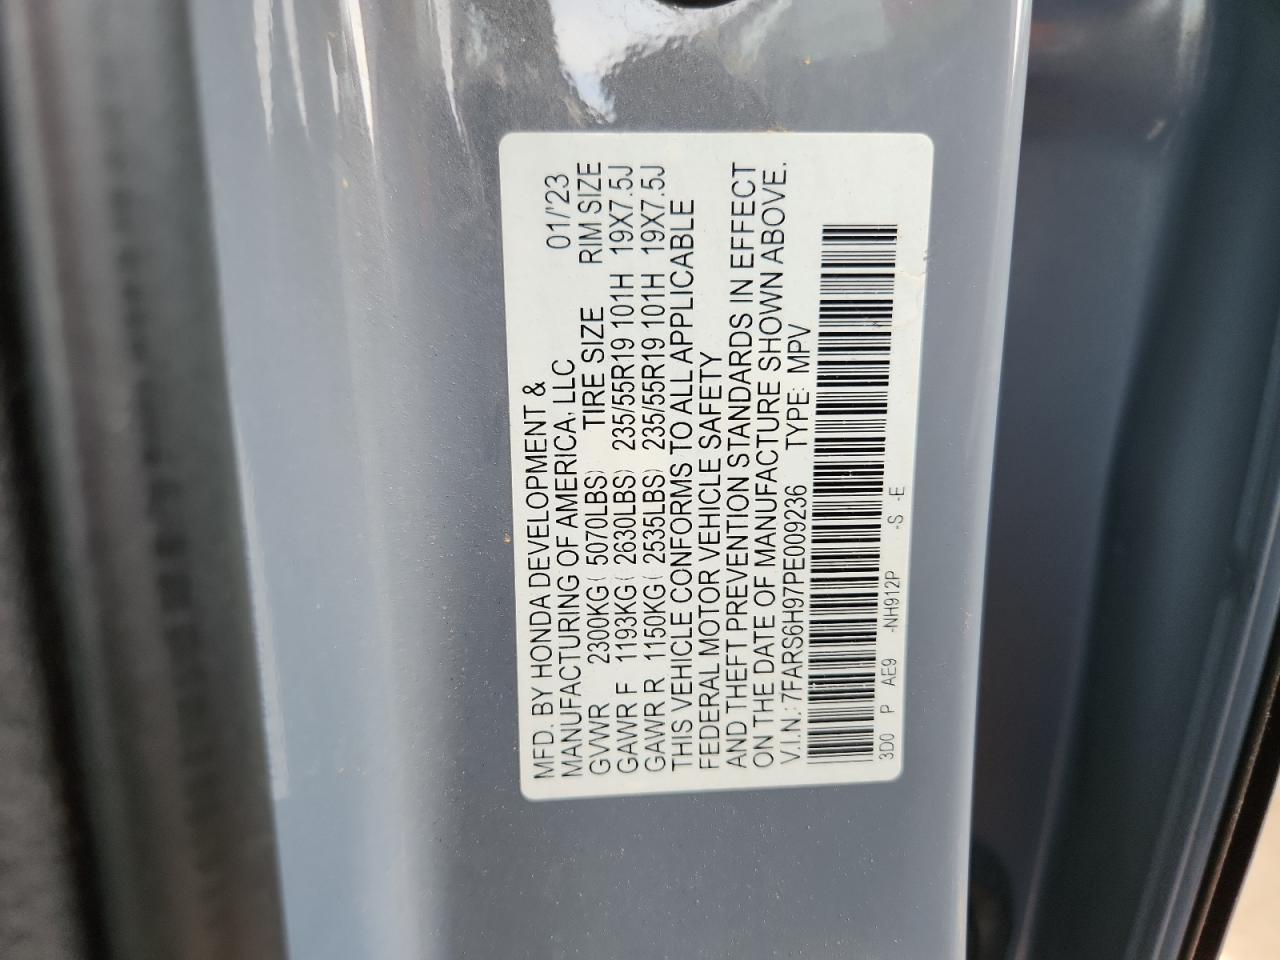 MFD. BY HONDA DEVELOPMENT &
MANUFACTURING OF AMERICA, LLC 01/'23
GVWR 2300KG( 5070LBS) TIRE SIZE RIM SIZE
GAWR F 1193KG( 2630LBS) 235/55R19 101H 19X7.5J
GAWR R 1150KG( 2535LBS) 235/55R19 101H 19X7.5J
THIS VEHICLE CONFORMS TO ALL APPLICABLE
FEDERAL MOTOR VEHICLE SAFETY
AND THEFT PREVENTION STANDARDS IN EFFECT
ON THE DATE OF MANUFACTURE SHOWN ABOVE.
V.I.N.: 7FARS6H97PE009236 TYPE: MPV
3D0 P AE9 -NH912P -S -E